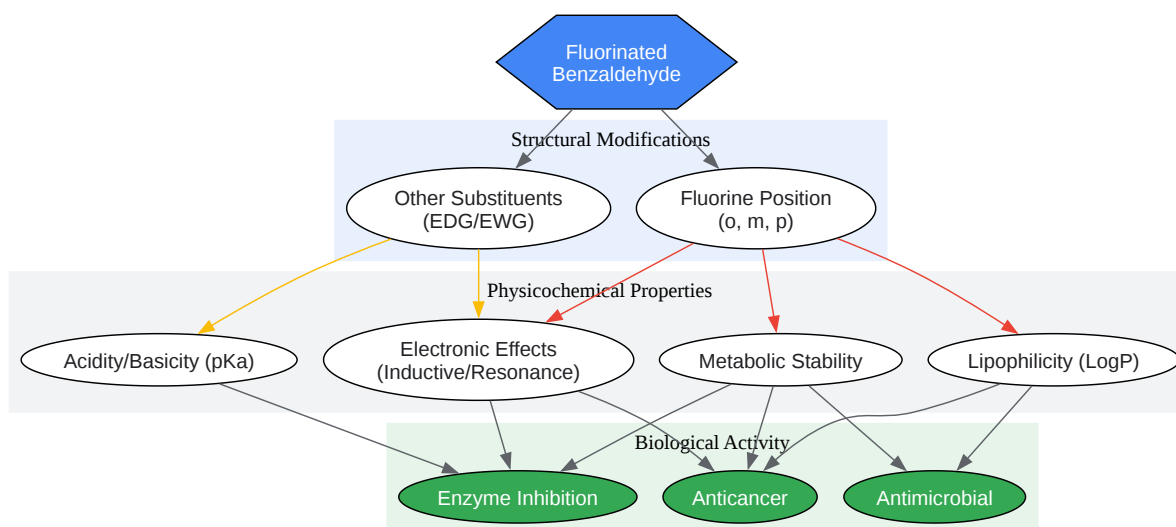 Fluorinated
Benzaldehyde
Structural Modifications
Other Substituents
(EDG/EWG)
Fluorine Position
(o, m, p)
Physicochemical Properties
Acidity/Basicity (pKa)
Electronic Effects
(Inductive/Resonance)
Metabolic Stability
Lipophilicity (LogP)
Biological Activity
Enzyme Inhibition
Anticancer
Antimicrobial